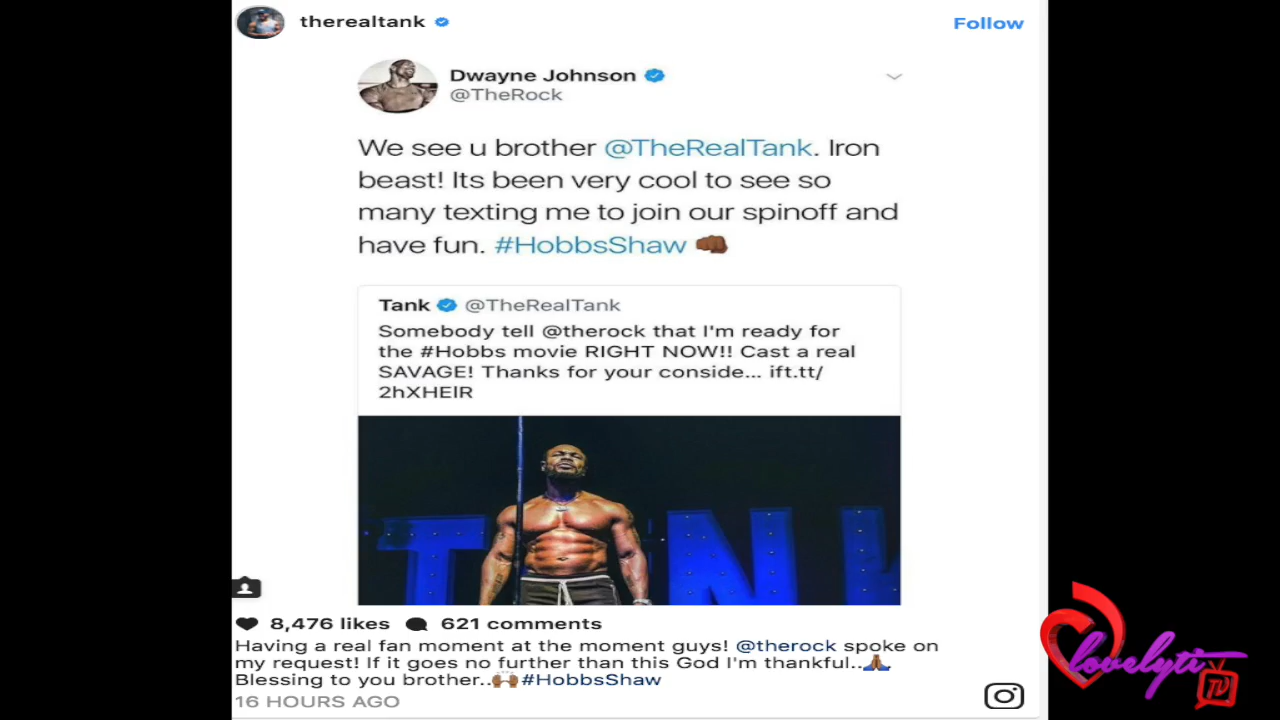 therealtank
Follow
Dwayne Johnson
@TheRock
We see u brother @TheRealTank. Iron
beast! Its been very cool to see so
many texting me to join our spinoff and
have fun. #HobbsShaw 👊🏾
Tank @TheRealTank
Somebody tell @therock that I'm ready for
the #Hobbs movie RIGHT NOW!! Cast a real
SAVAGE! Thanks for your conside... ift.tt/
2hXHElR
TANK
8,476 likes 621 comments
Having a real fan moment at the moment guys! @therock spoke on
my request! If it goes no further than this God I'm thankful..🙏🏾
Blessing to you brother..🙌🏽#HobbsShaw
16 HOURS AGO
lovelyti
TV